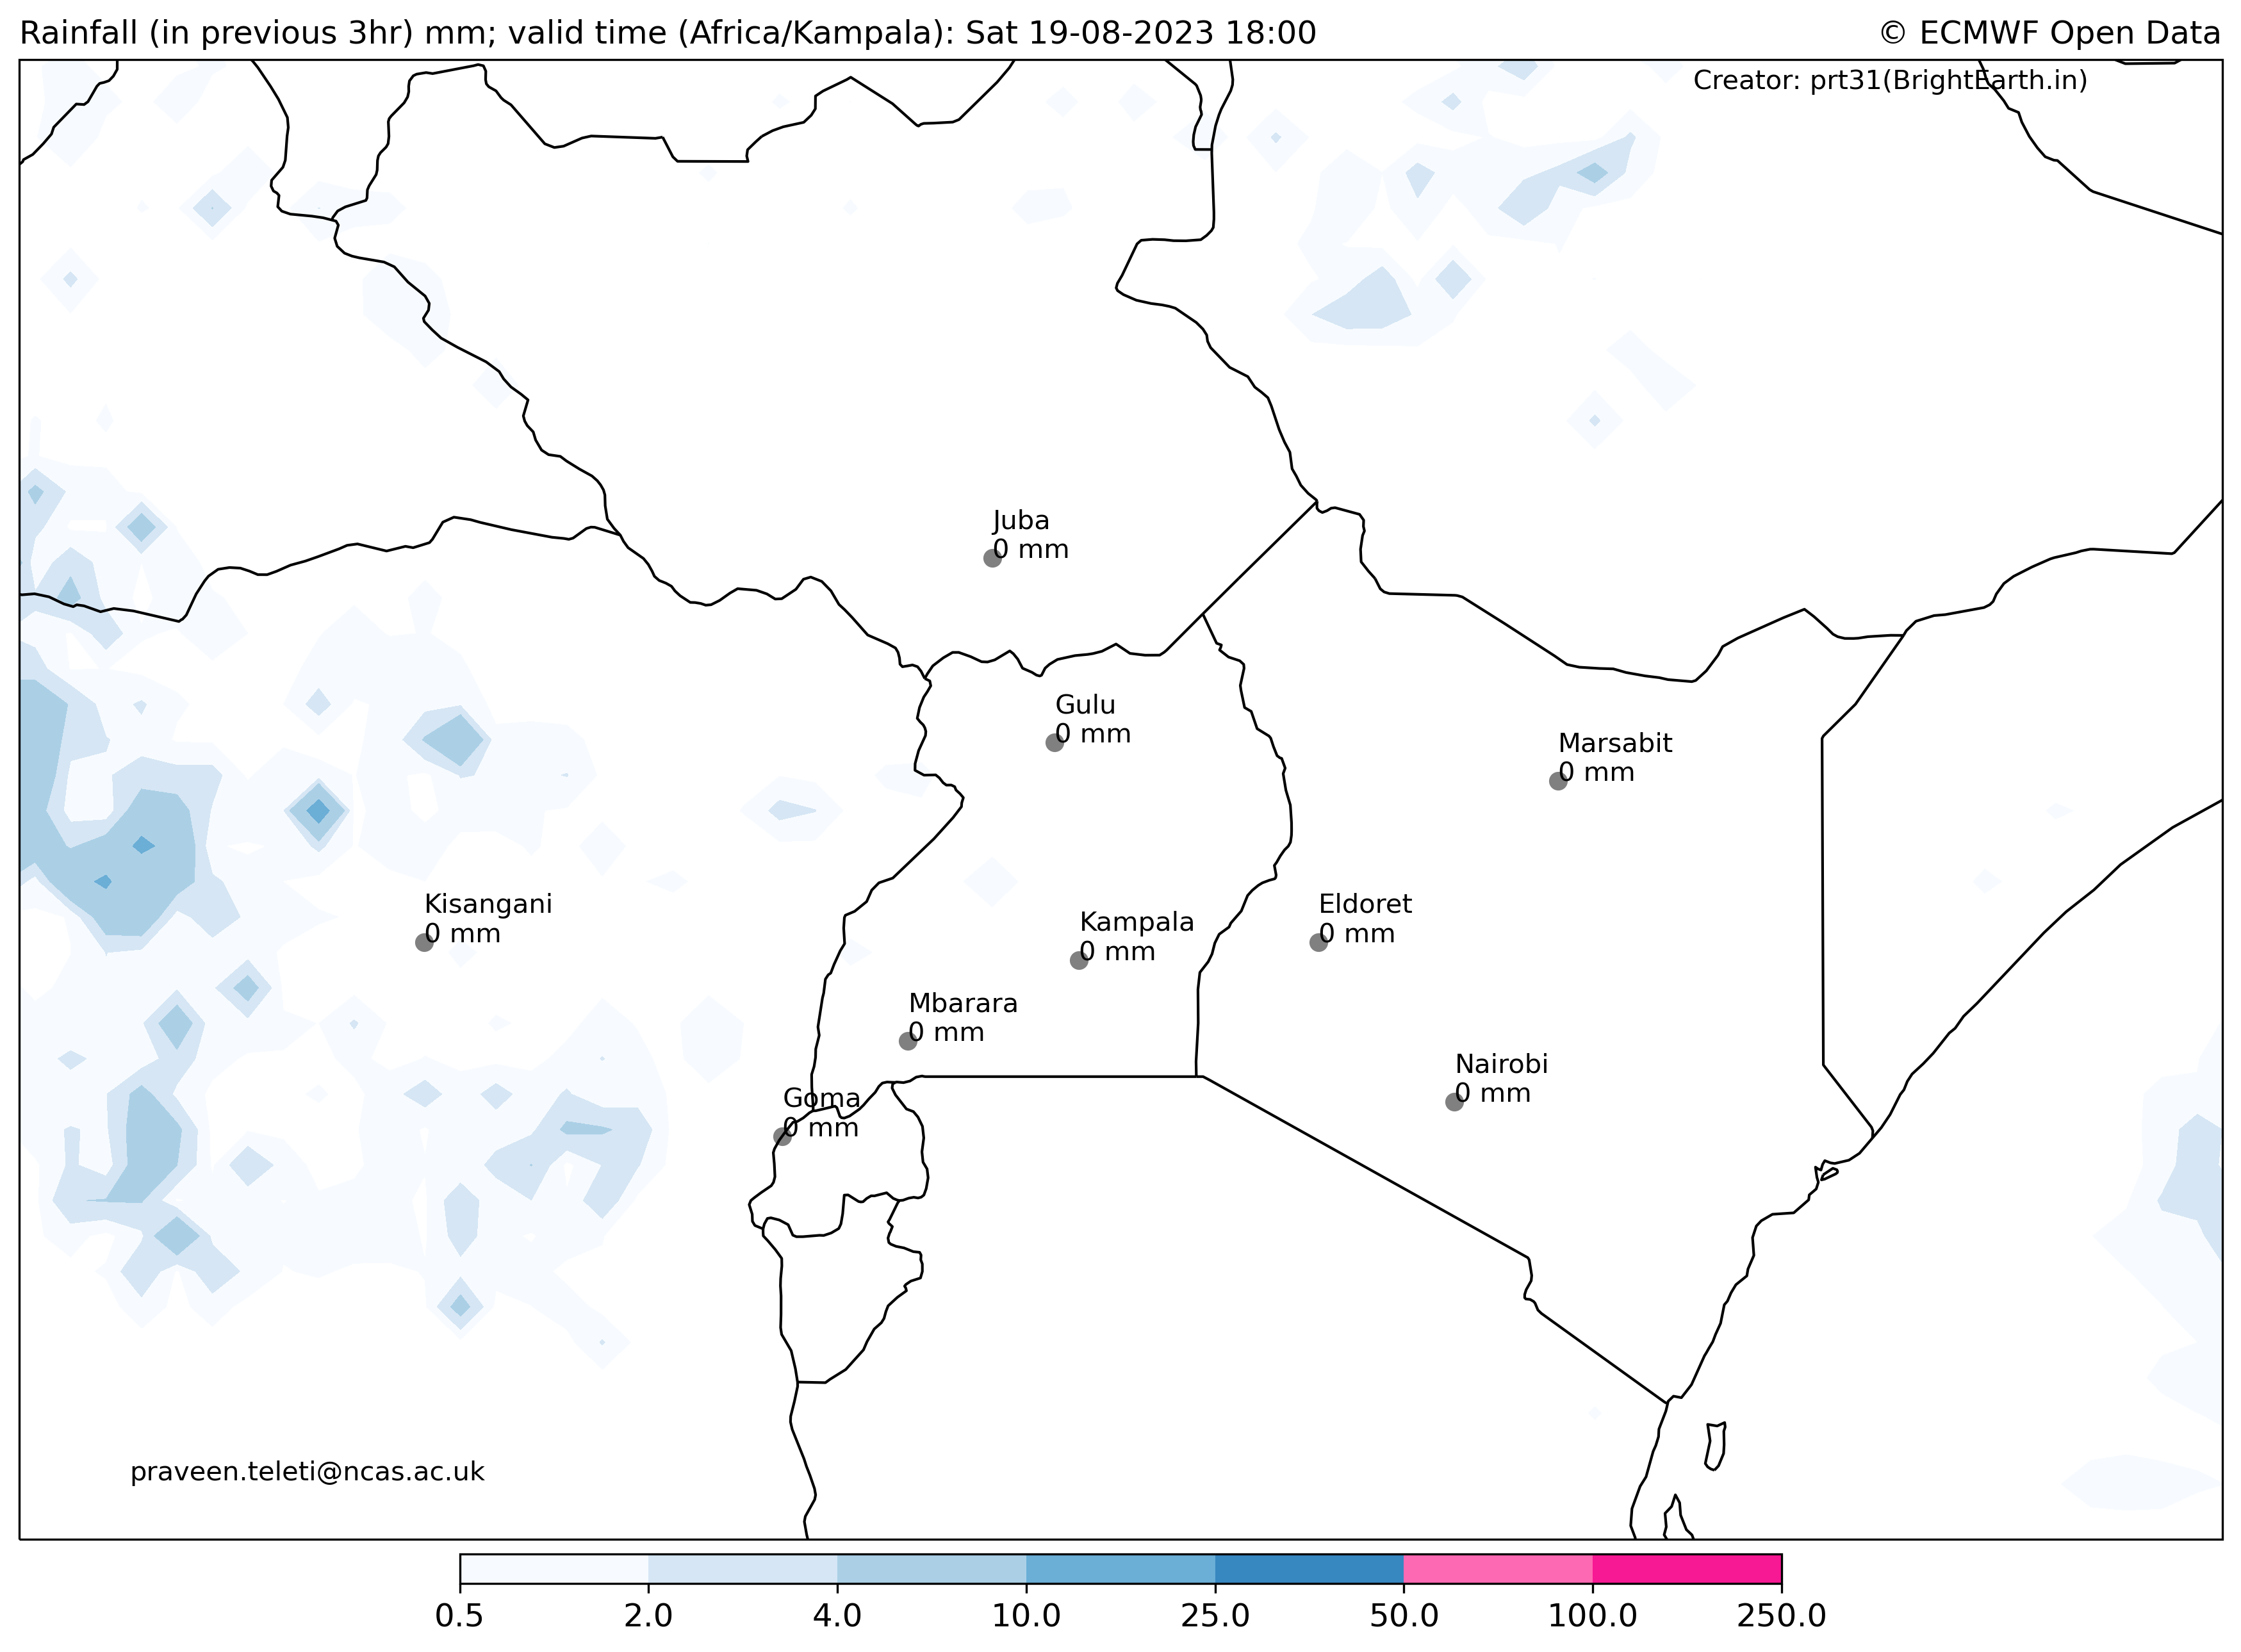 Rainfall (in previous 3hr) mm; valid time (Africa/Kampala): Sat 19-08-2023 18:00
© ECMWF Open Data
Creator: prt31(BrightEarth.in)
Juba
0 mm
Gulu
0 mm
Marsabit
0 mm
Kisangani
0 mm
Kampala
0 mm
Eldoret
0 mm
Mbarara
0 mm
Nairobi
0 mm
Goma
0 mm
praveen.teleti@ncas.ac.uk
0.5 2.0 4.0 10.0 25.0 50.0 100.0 250.0